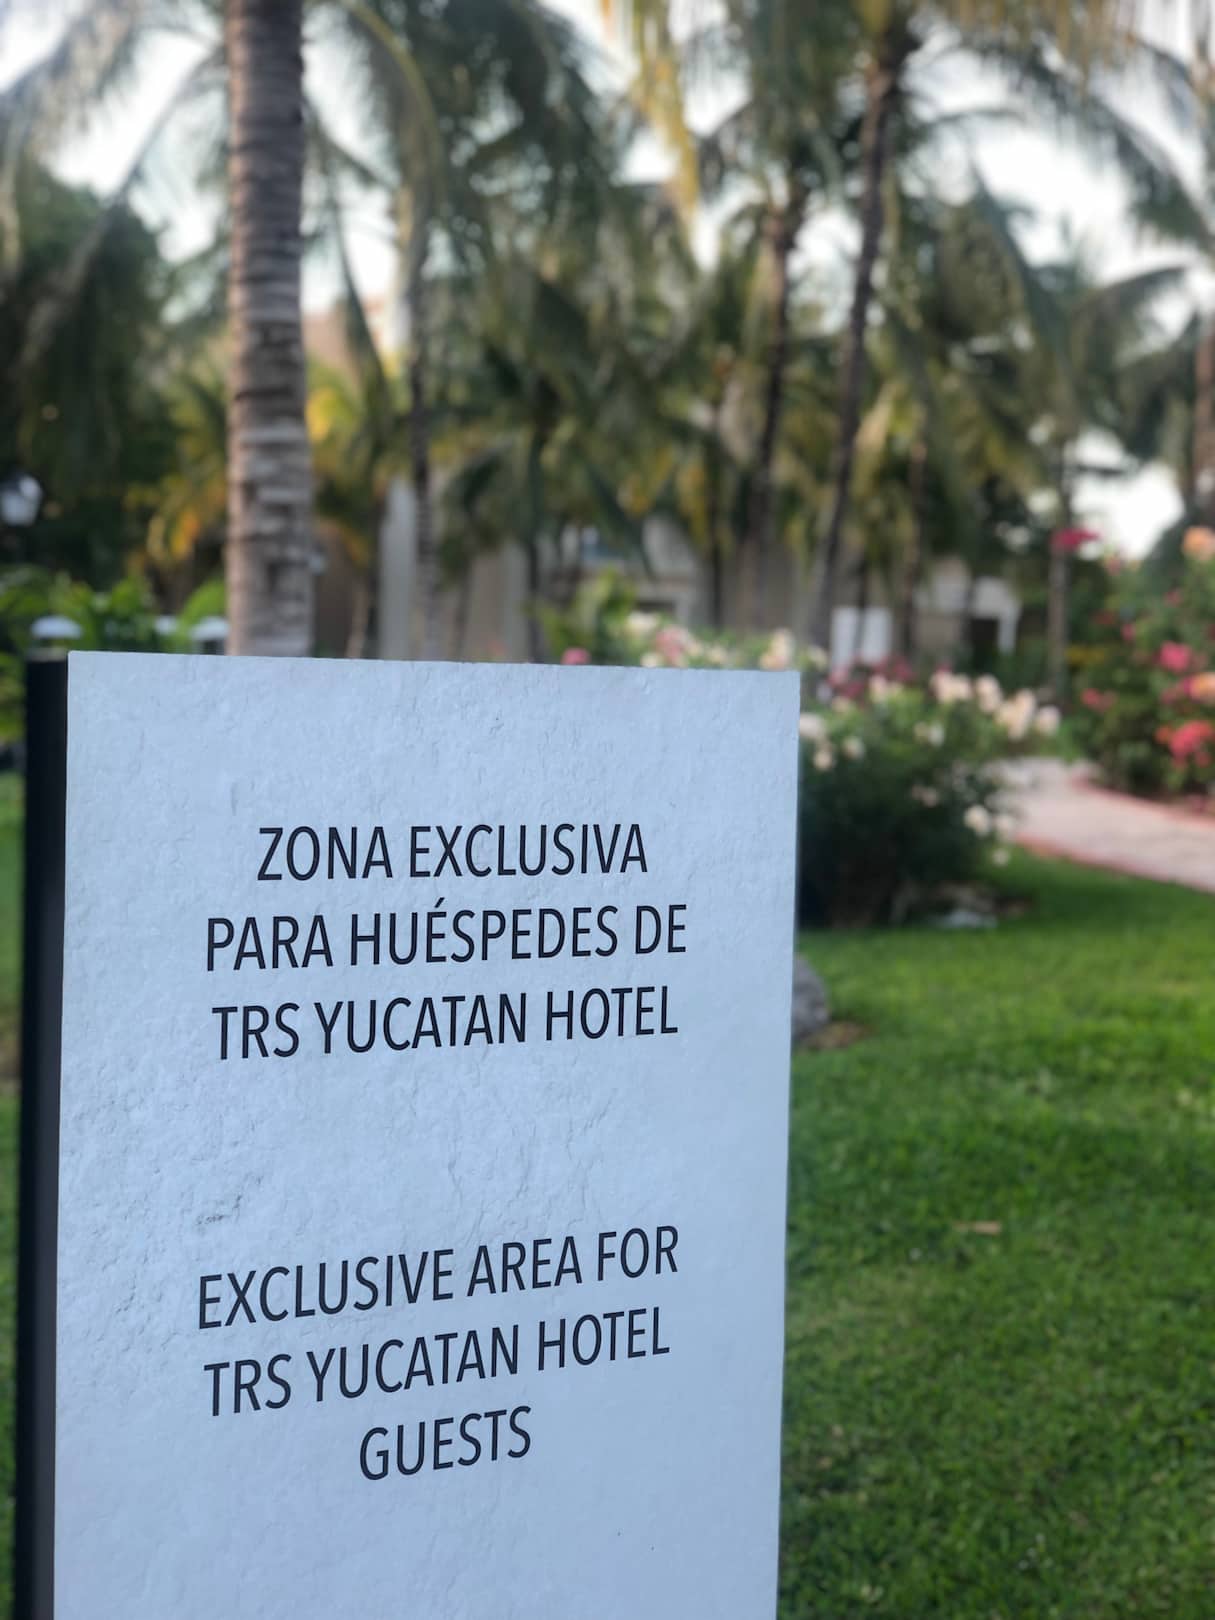 ZONA EXCLUSIVA
PARA HUÉSPEDES DE
TRS YUCATAN HOTEL
EXCLUSIVE AREA FOR
TRS YUCATAN HOTEL
GUESTS